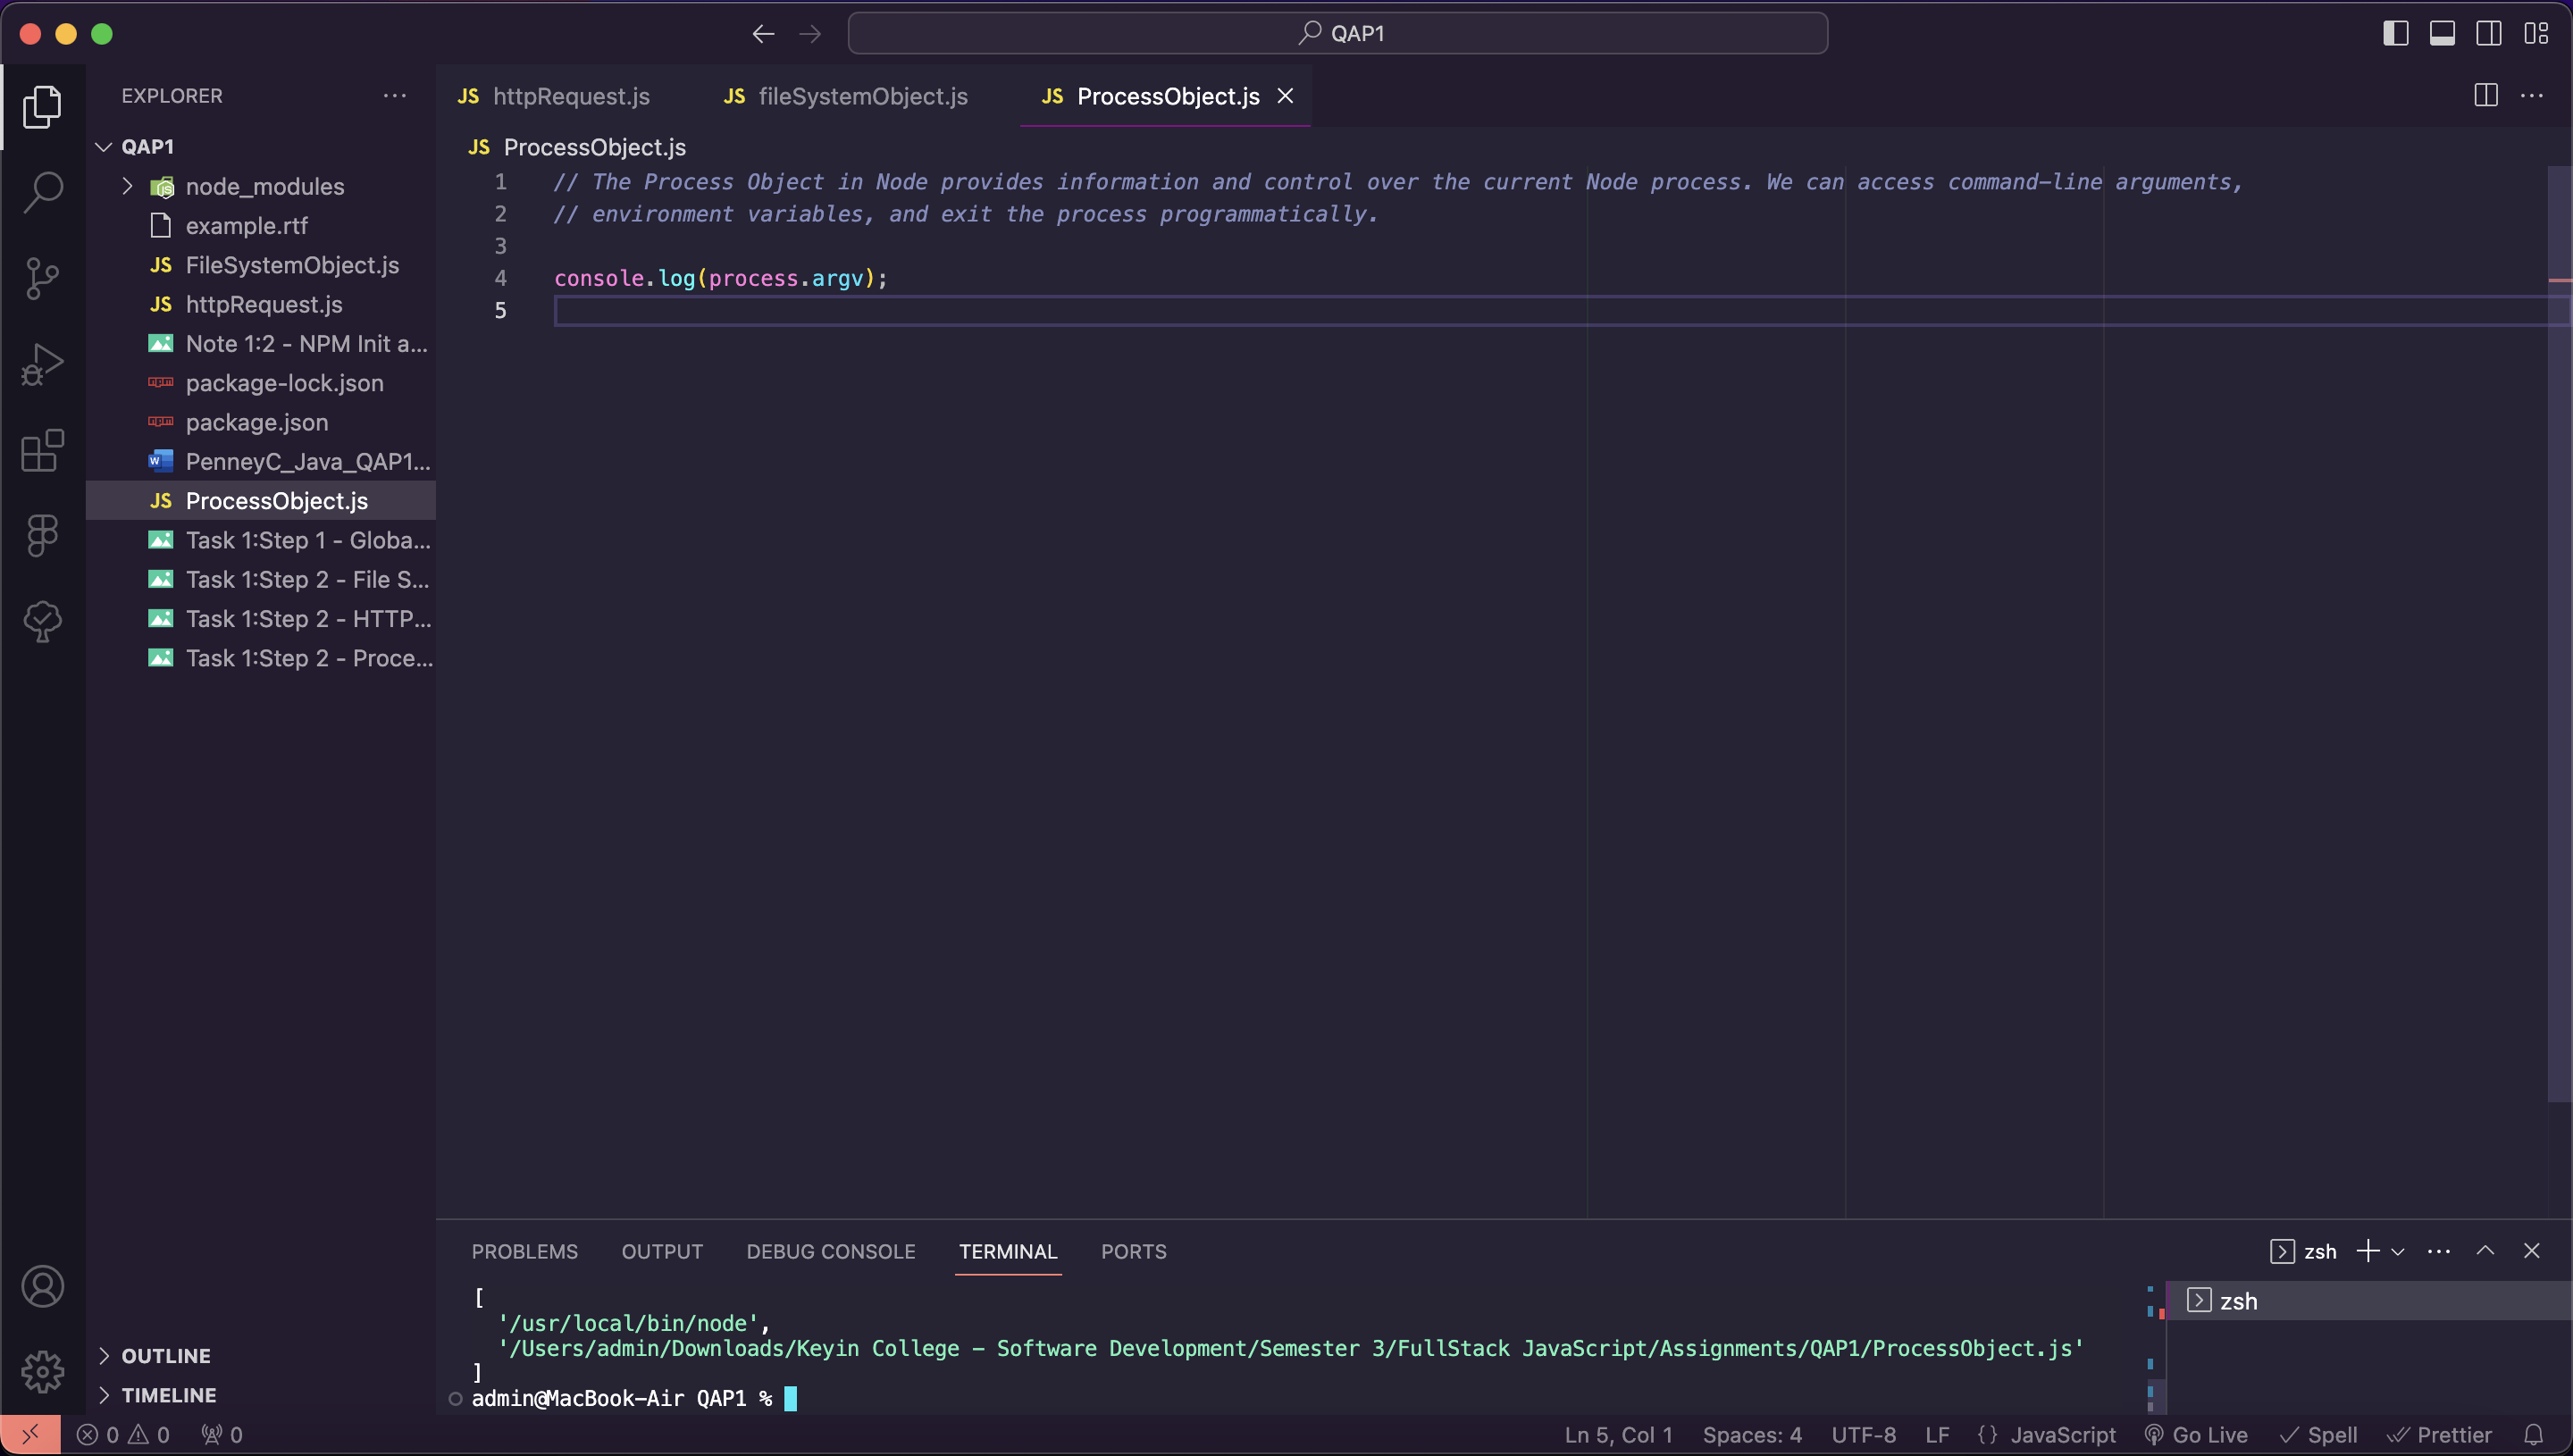 QAP1
EXPLORER
QAP1
node_modules
example.rtf
JS FileSystemObject.js
JS httpRequest.js
Note 1:2 - NPM Init a...
package-lock.json
package.json
PenneyC_Java_QAP1...
JS ProcessObject.js
Task 1:Step 1 - Globa...
Task 1:Step 2 - File S...
Task 1:Step 2 - HTTP...
Task 1:Step 2 - Proce...
OUTLINE
TIMELINE
JS httpRequest.js JS fileSystemObject.js JS ProcessObject.js
JS ProcessObject.js
1 // The Process Object in Node provides information and control over the current Node process. We can access command-line arguments,
2 // environment variables, and exit the process programmatically.
3
4 console.log(process.argv);
5
PROBLEMS OUTPUT DEBUG CONSOLE TERMINAL PORTS
zsh
[
'/usr/local/bin/node',
'/Users/admin/Downloads/Keyin College - Software Development/Semester 3/FullStack JavaScript/Assignments/QAP1/ProcessObject.js'
]
admin@MacBook-Air QAP1 %
zsh
0 0 0 Ln 5, Col 1 Spaces: 4 UTF-8 LF {} JavaScript Go Live Spell Prettier